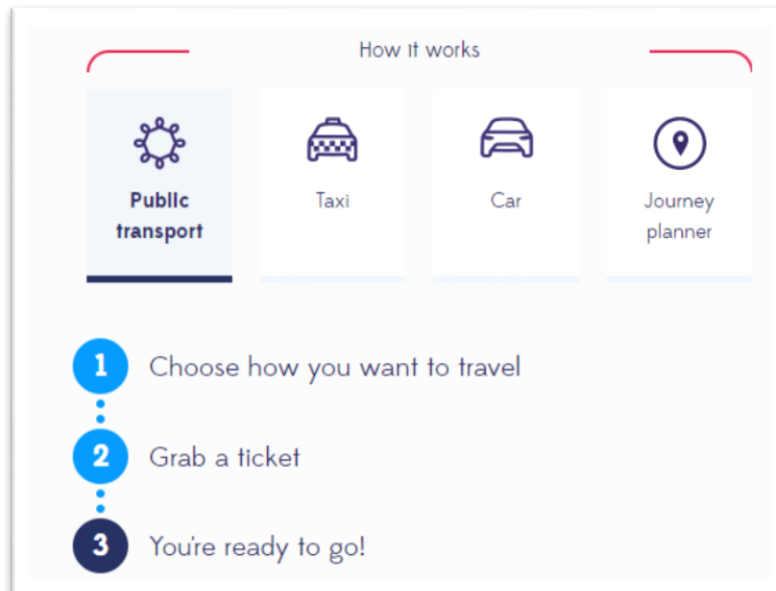 How it works
Public
transport
Taxi
Car
Journey
planner
1 Choose how you want to travel
2 Grab a ticket
3 You're ready to go!